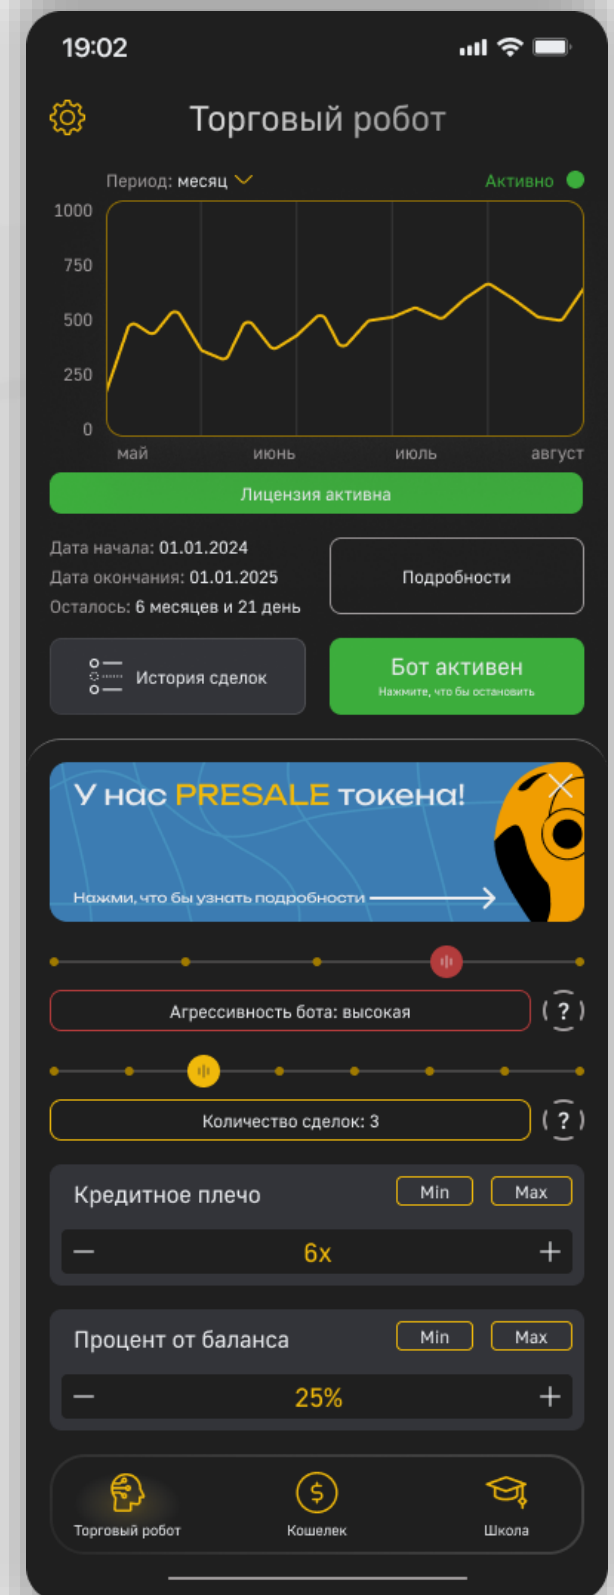 19:02
Торговый робот
Период: месяц
Активно
1000
750
500
250
0
май июнь июль август
Лицензия активна
Дата начала: 01.01.2024
Дата окончания: 01.01.2025
Осталось: 6 месяцев и 21 день
Подробности
История сделок
Бот активен
Нажмите, что бы остановить
У нас PRESALE токена!
Нажми, что бы узнать подробности
Агрессивность бота: высокая
?
Количество сделок: 3
?
Кредитное плечо
Min
Max
— 6x +
Процент от баланса
Min
Max
— 25% +
Торговый робот
Кошелек
Школа